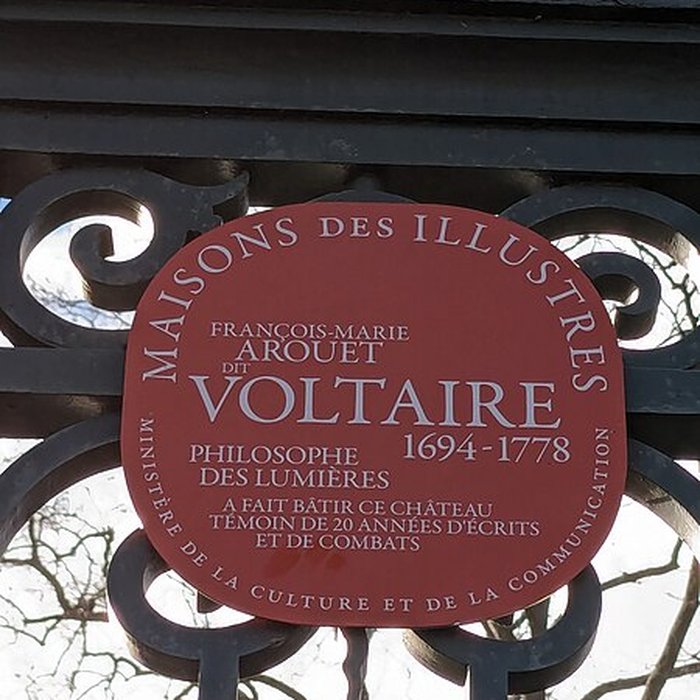 MAISONS DES ILLUSTRES
FRANÇOIS-MARIE
AROUET
DIT
VOLTAIRE
1694-1778
PHILOSOPHE
DES LUMIÈRES
A FAIT BÂTIR CE CHÂTEAU
TÉMOIN DE 20 ANNÉES D'ÉCRITS
ET DE COMBATS
MINISTÈRE DE LA CULTURE ET DE LA COMMUNICATION